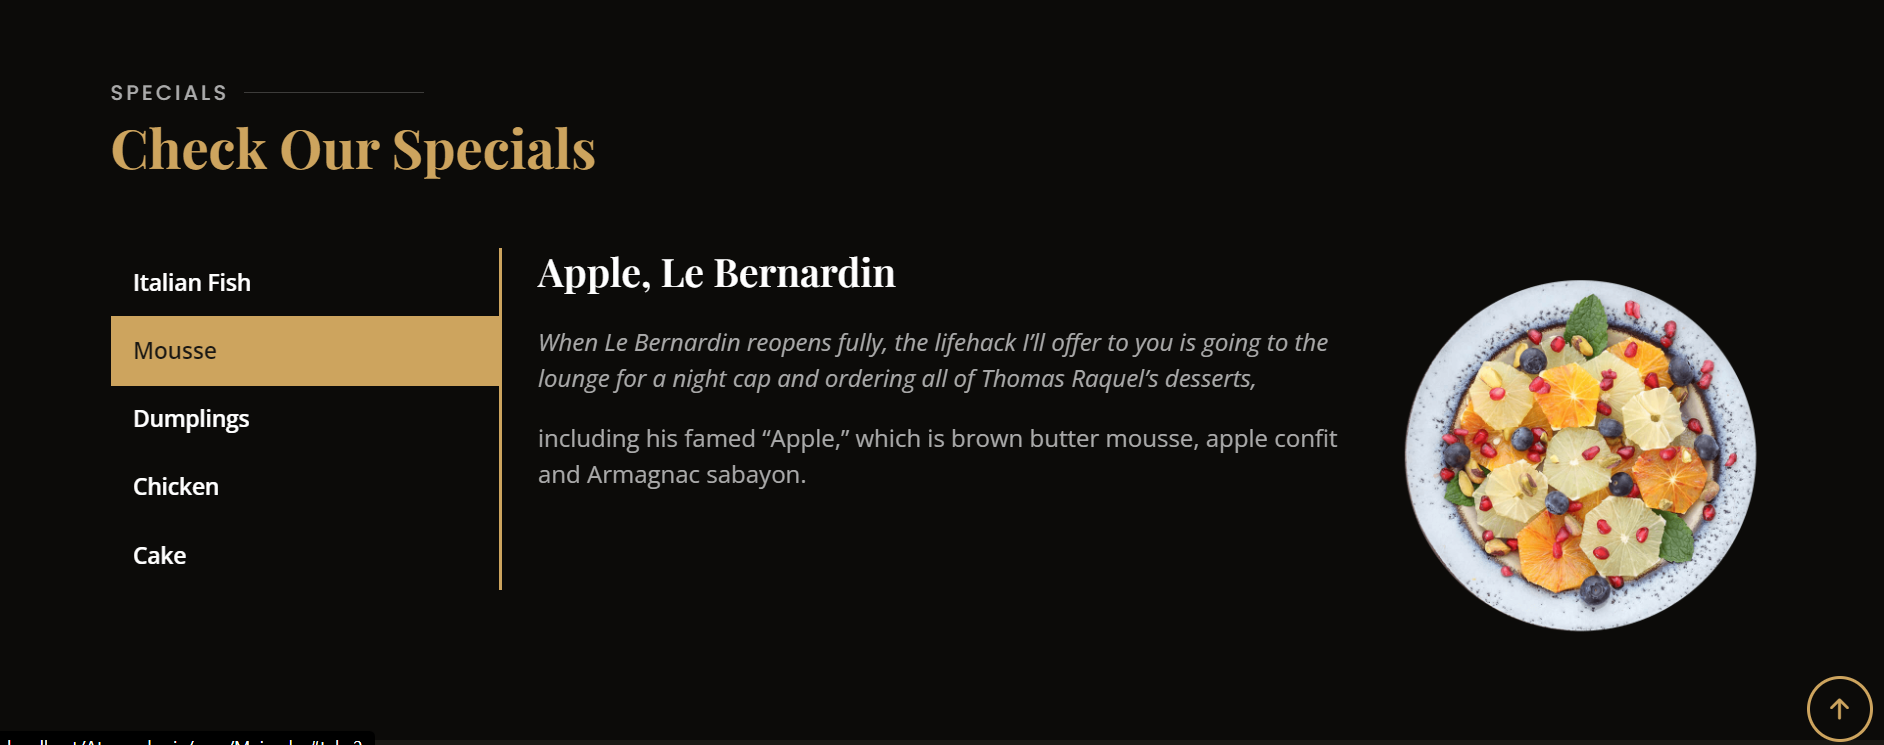 SPECIALS
Check Our Specials
Italian Fish
Mousse
Dumplings
Chicken
Cake
Apple, Le Bernardin
When Le Bernardin reopens fully, the lifehack I’ll offer to you is going to the
lounge for a night cap and ordering all of Thomas Raquel’s desserts,
including his famed “Apple,” which is brown butter mousse, apple confit
and Armagnac sabayon.